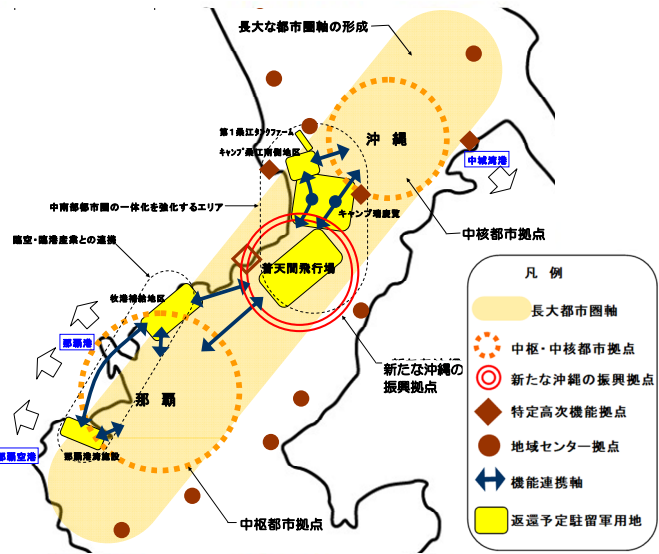 長大な都市圏軸の形成
第1桑江タンクファーム
キャンプ桑江南側地区
沖縄
中城湾港
中南部都市圏の一体化を強化するエリア
キャンプ瑞慶覧
中核都市拠点
臨空・臨港産業との連携
普天間飛行場
牧港補給地区
那覇港
新たな沖縄の
振興拠点
那覇
那覇空港
那覇港湾施設
中枢都市拠点
凡例
長大都市圏軸
中枢・中核都市拠点
新たな沖縄の振興拠点
特定高次機能拠点
地域センター拠点
機能連携軸
返還予定駐留軍用地